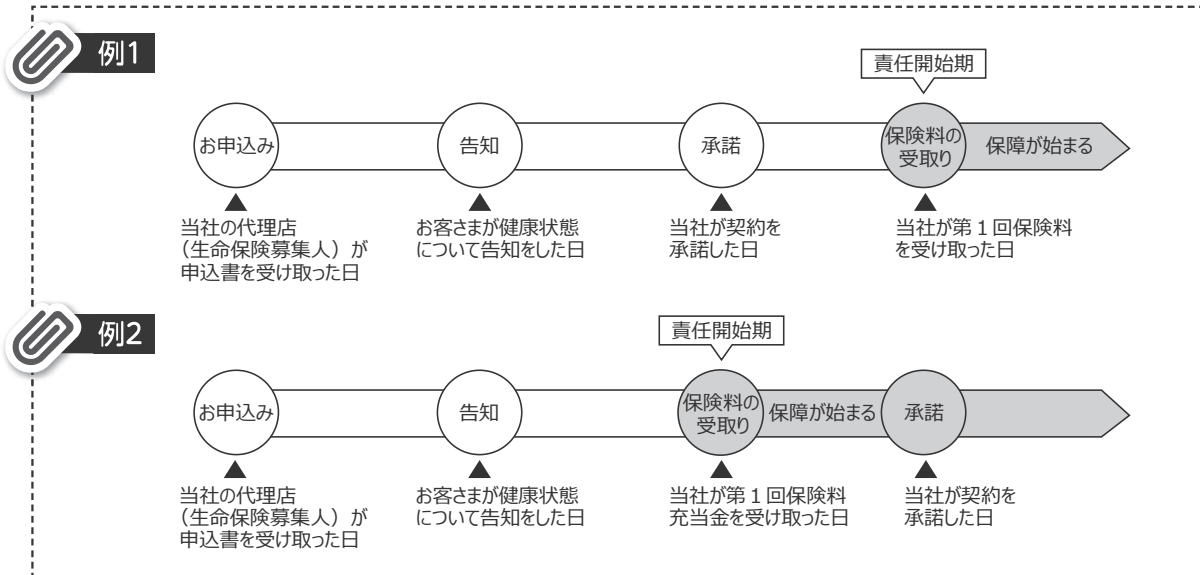 例1
責任開始期
お申込み
告知
承諾
保険料の
受取り
保障が始まる
当社の代理店
（生命保険募集人）が
申込書を受け取った日
お客さまが健康状態
について告知をした日
当社が契約を
承諾した日
当社が第１回保険料
を受け取った日
例2
責任開始期
お申込み
告知
保険料の
受取り
保障が始まる
承諾
当社の代理店
（生命保険募集人）が
申込書を受け取った日
お客さまが健康状態
について告知をした日
当社が第１回保険料
充当金を受け取った日
当社が契約を
承諾した日